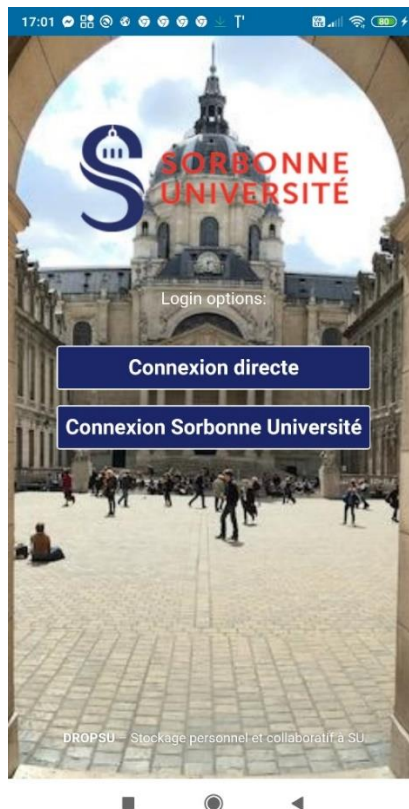 17:01
80
SORBONNE
UNIVERSITÉ
Login options:
Connexion directe
Connexion Sorbonne Université
DROPSU – Stockage personnel et collaboratif à SU